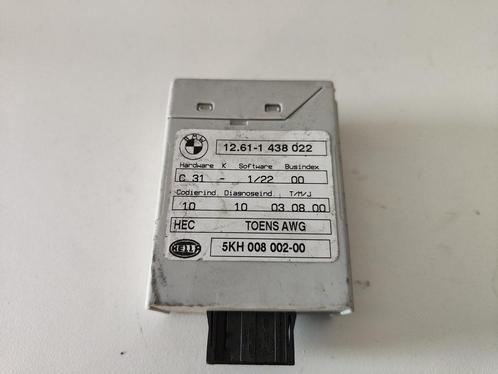 BMW
12.61-1 438 022
Hardware K Software Busindex
C 31 - 1/22 00
Codierind. Diagnoseind. T/M/J
10 10 03.08.00
HEC TOENS AWG
HELLA
5KH 008 002-00